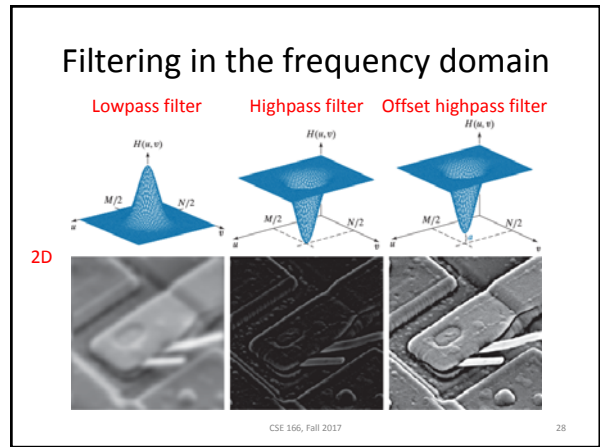 Filtering in the frequency domain
Lowpass filter Highpass filter Offset highpass filter
H(u, v) H(u, v) H(u, v)
M/2 N/2 M/2 N/2 M/2 N/2
u v u v u v
a
2D
CSE 166, Fall 2017 28